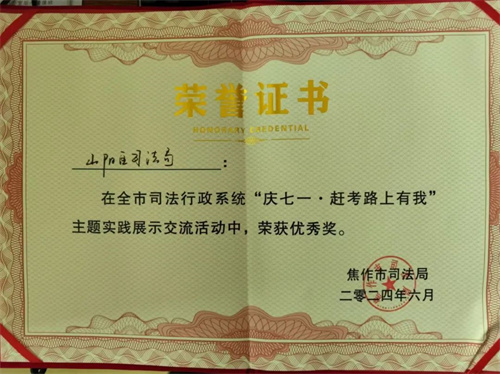 荣誉证书
HONORARY CREDENTIAL
山阳区司法局：
在全市司法行政系统“庆七一·赶考路上有我”
主题实践展示交流活动中，荣获优秀奖。
焦作市司法局
二零二四年六月